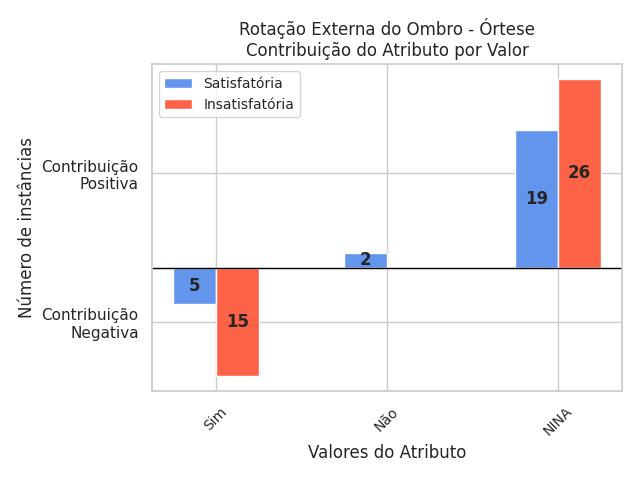 Rotação Externa do Ombro - Órtese
Contribuição do Atributo por Valor
Satisfatória
Insatisfatória
Número de instâncias
Contribuição
Positiva
Contribuição
Negativa
5
15
2
19
26
Sim
Não
NINA
Valores do Atributo